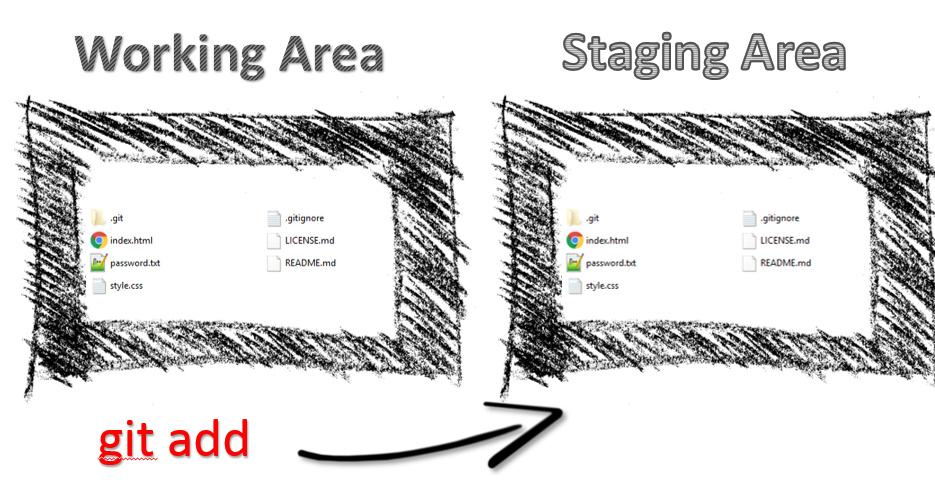 Working Area
Staging Area
.git
.gitignore
index.html
LICENSE.md
password.txt
README.md
style.css
.git
.gitignore
index.html
LICENSE.md
password.txt
README.md
style.css
git add